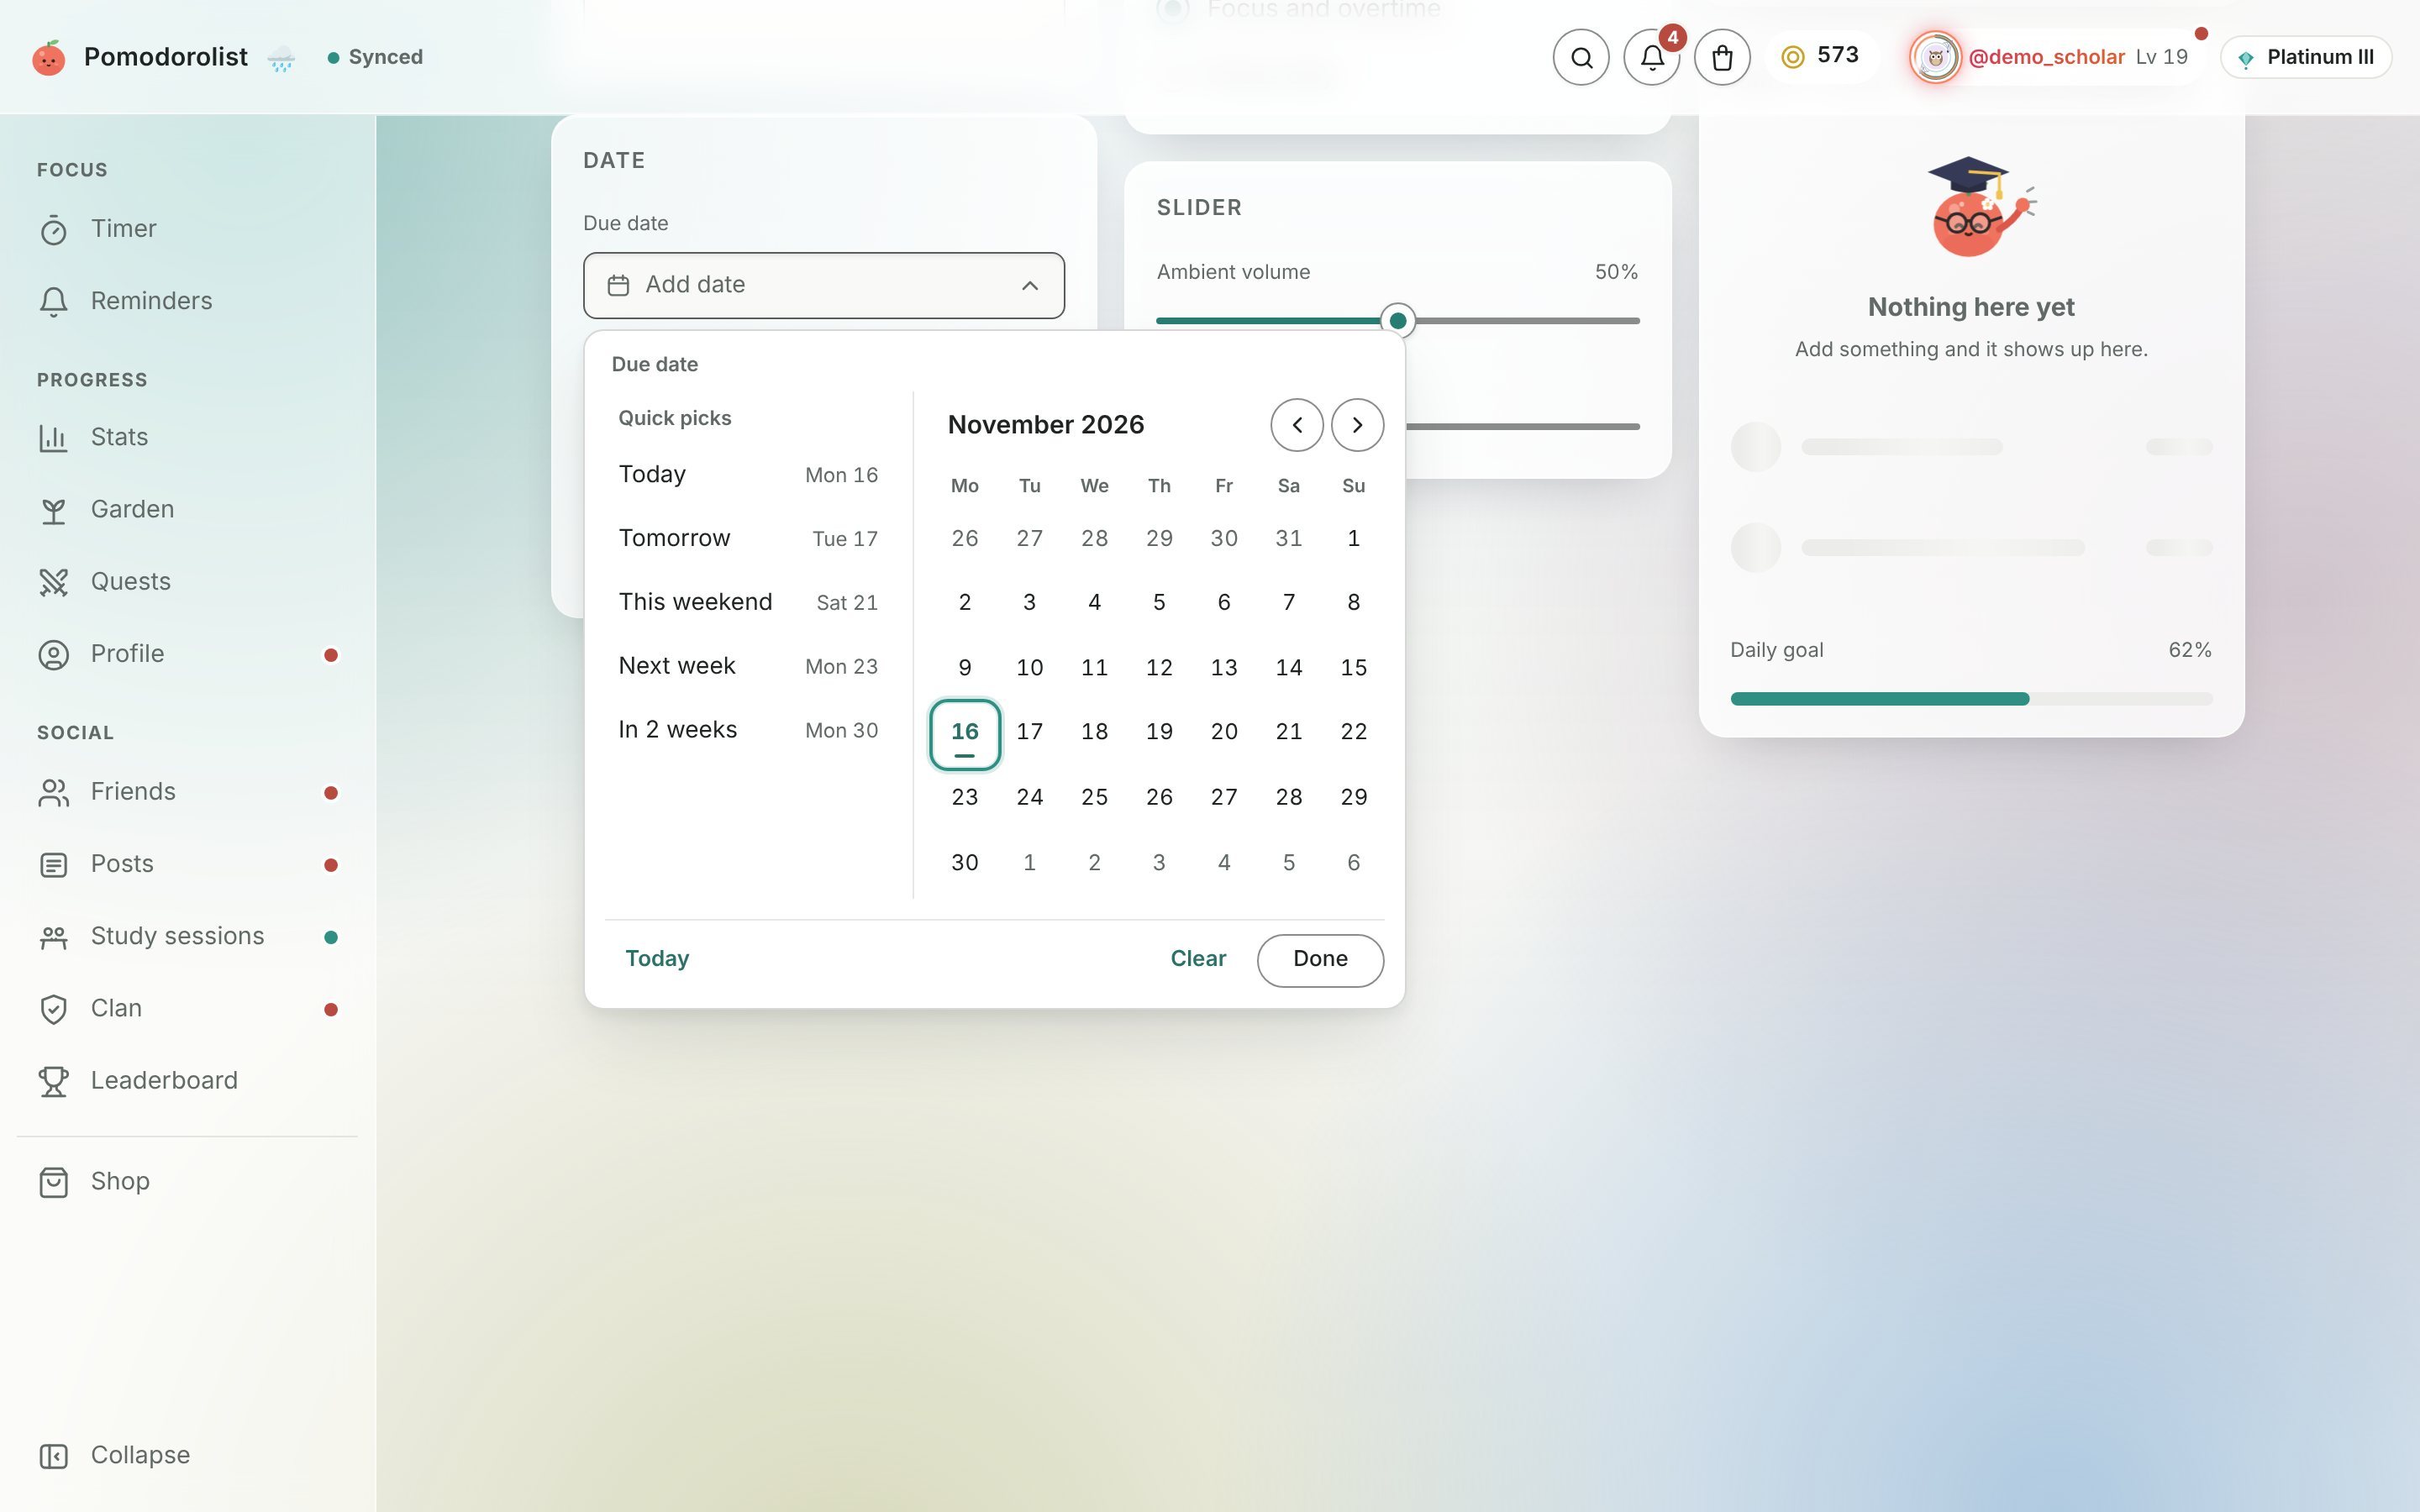 Focus and overtime
Pomodorolist
Synced
4
573
@demo_scholar Lv 19
Platinum III
FOCUS
Timer
Reminders
PROGRESS
Stats
Garden
Quests
Profile
SOCIAL
Friends
Posts
Study sessions
Clan
Leaderboard
Shop
Collapse
DATE
Due date
Add date
Due date
Quick picks
Today Mon 16
Tomorrow Tue 17
This weekend Sat 21
Next week Mon 23
In 2 weeks Mon 30
November 2026
Mo Tu We Th Fr Sa Su
26 27 28 29 30 31 1
2 3 4 5 6 7 8
9 10 11 12 13 14 15
16 17 18 19 20 21 22
23 24 25 26 27 28 29
30 1 2 3 4 5 6
Today Clear Done
SLIDER
Ambient volume 50%
Nothing here yet
Add something and it shows up here.
Daily goal 62%